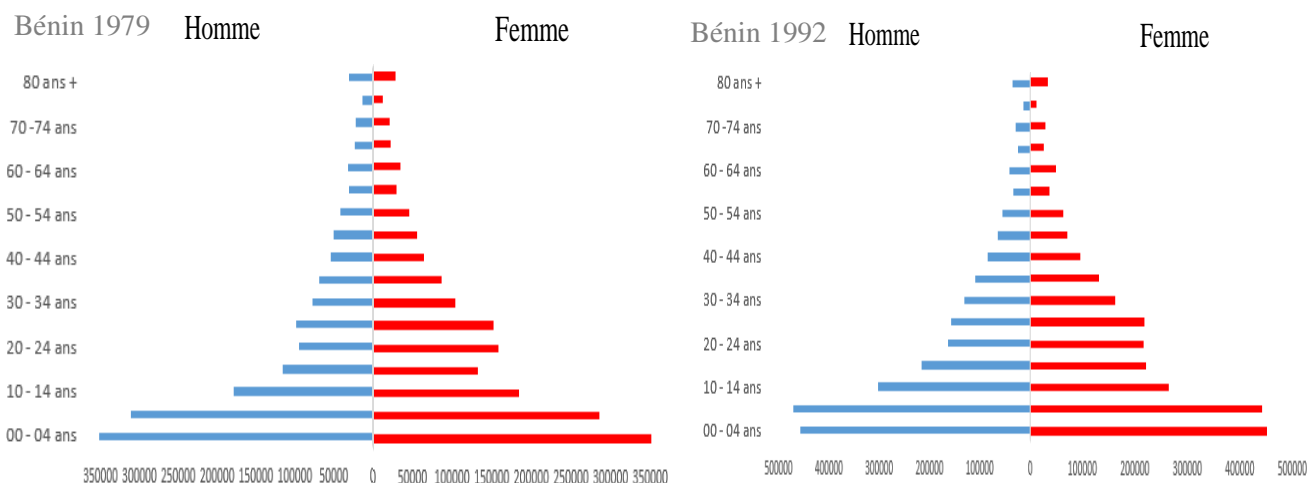 Bénin 1979 Homme Femme
80 ans +
70 -74 ans
60 - 64 ans
50 - 54 ans
40 - 44 ans
30 - 34 ans
20 - 24 ans
10 - 14 ans
00 - 04 ans
350000 300000 250000 200000 150000 100000 50000 0 50000 100000 150000 200000 250000 300000 350000
Bénin 1992 Homme Femme
80 ans +
70 -74 ans
60 - 64 ans
50 - 54 ans
40 - 44 ans
30 - 34 ans
20 - 24 ans
10 - 14 ans
00 - 04 ans
500000 400000 300000 200000 100000 0 100000 200000 300000 400000 500000